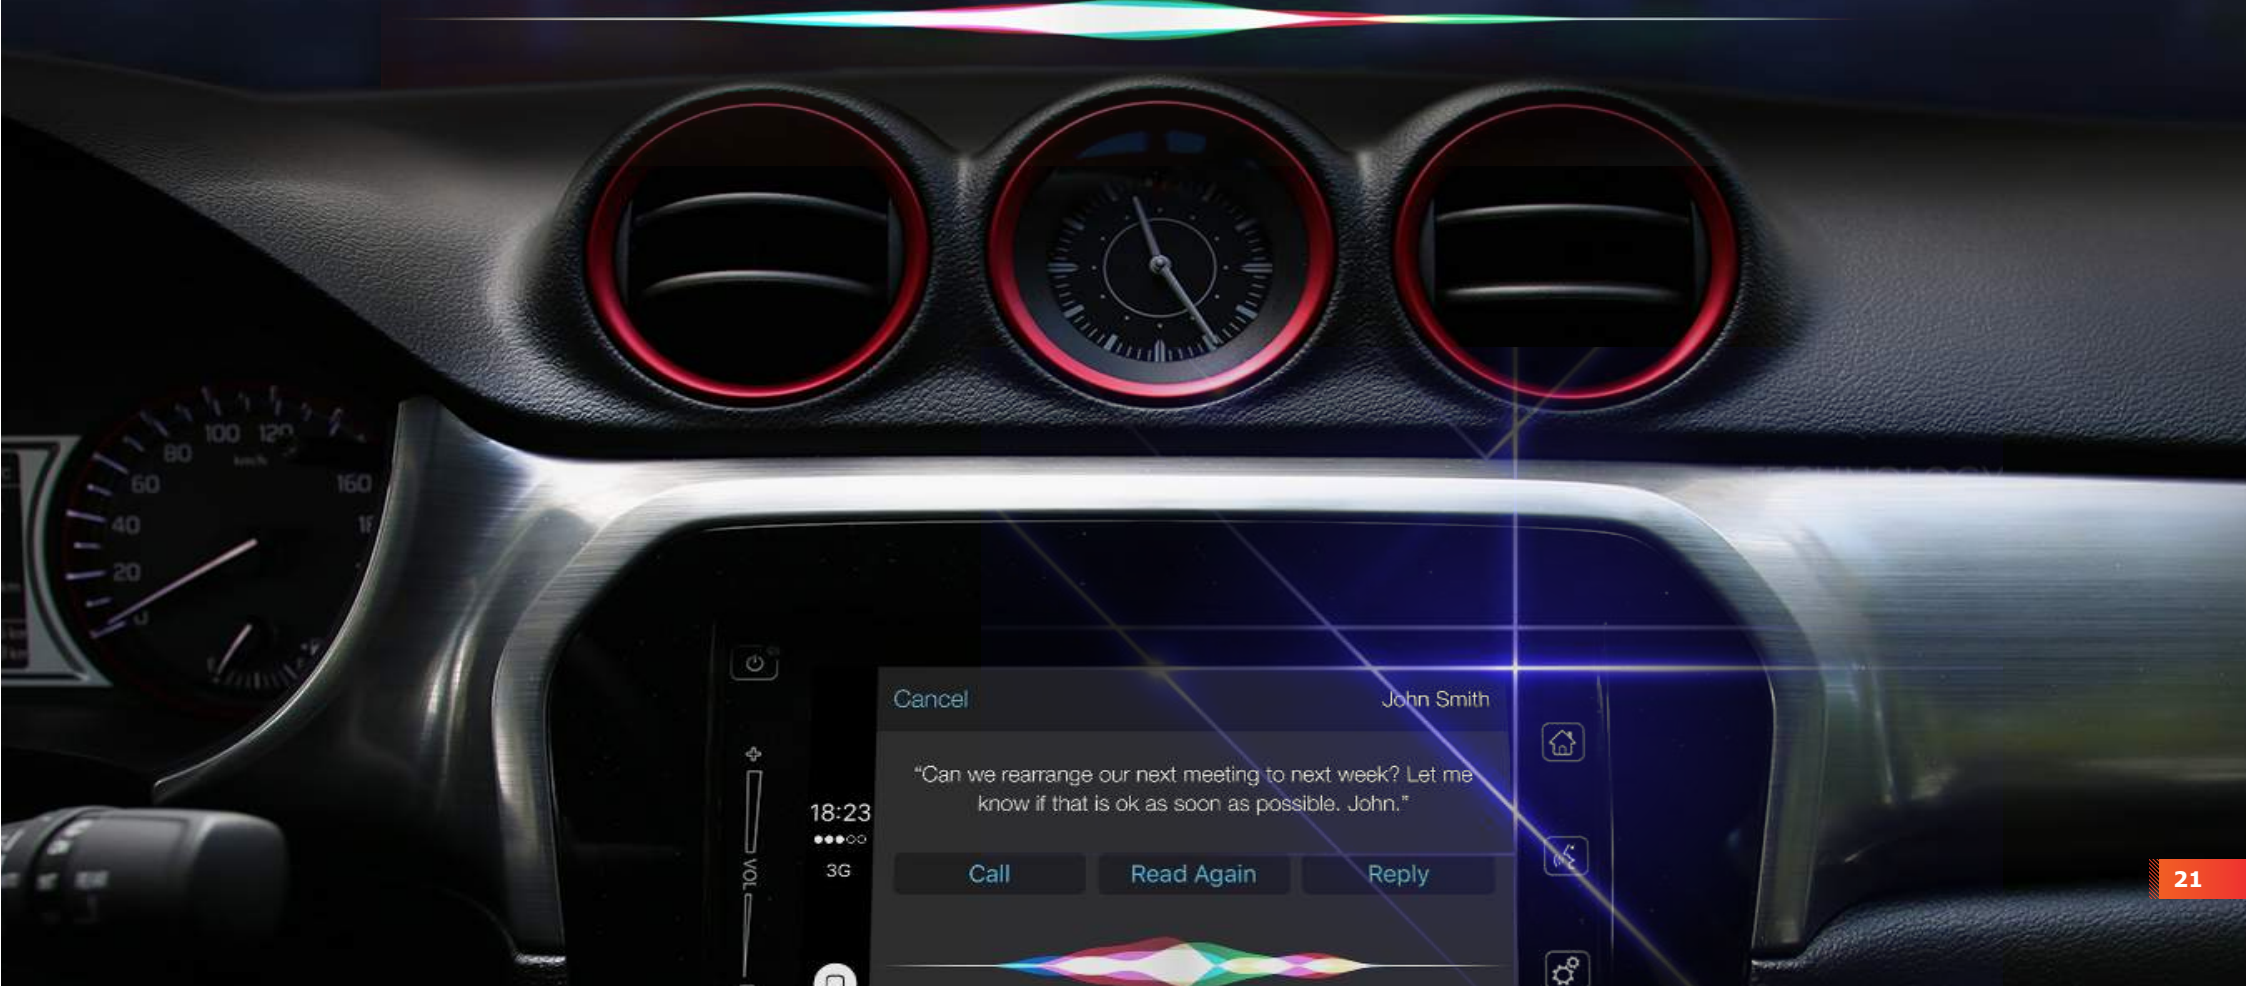 TECHNOLOGY
100 120
80
km/h
60
160
40
20
Cancel
John Smith
“Can we rearrange our next meeting to next week? Let me
know if that is ok as soon as possible. John.”
18:23
3G
VOL
Call
Read Again
Reply
21